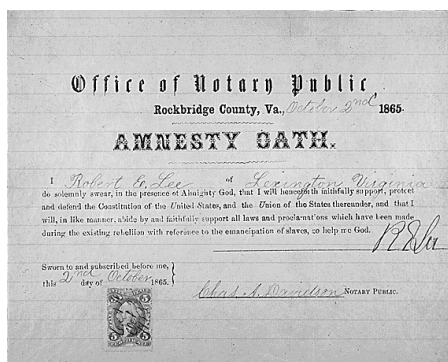 Office of Notary Public
Rockbridge County, Va., October 2nd 1865.
AMNESTY OATH.
I Robert E. Lee of Lexington Virginia
do solemnly swear, in the presence of Almighty God, that I will henceforth faithfully support, protect
and defend the Constitution of the United States, and the Union of the States thereunder, and that I
will, in like manner, abide by and faithfully support all laws and proclamations which have been made
during the existing rebellion with reference to the emancipation of slaves, so help me God.
R E Lee
Sworn to and subscribed before me,
this 2nd day of October 1865.
Chas. A. Davidson NOTARY PUBLIC.
5 5
5 5